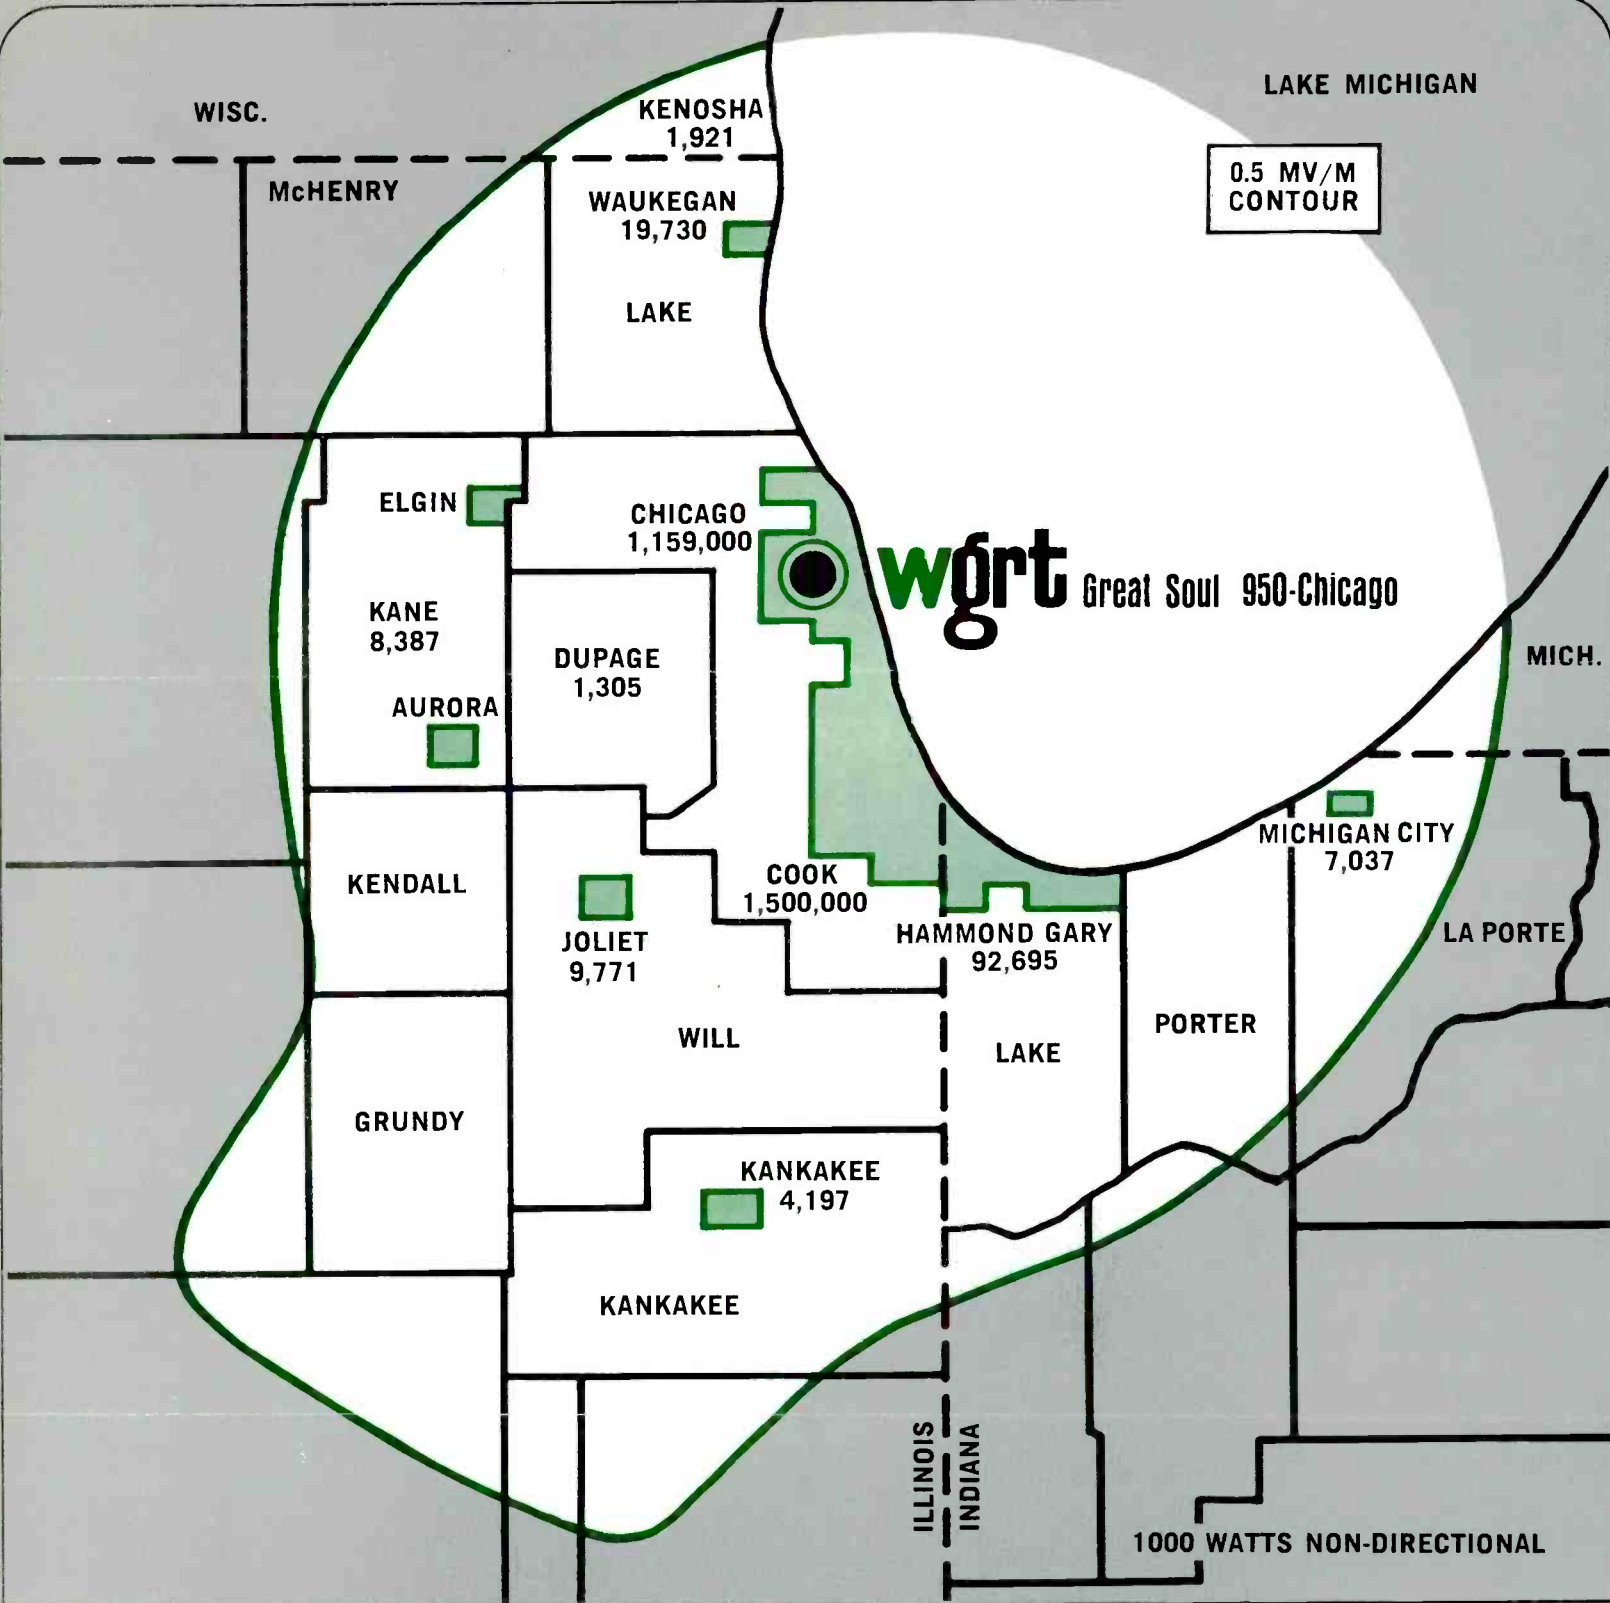 LAKE MICHIGAN
WISC.
KENOSHA
1,921
0.5 MV/M
CONTOUR
McHENRY
WAUKEGAN
19,730
LAKE
ELGIN
CHICAGO
1,159,000
wgrt Great Soul 950-Chicago
KANE
8,387
DUPAGE
1,305
MICH.
AURORA
MICHIGAN CITY
7,037
KENDALL
COOK
1,500,000
JOLIET
9,771
HAMMOND GARY
92,695
LA PORTE
WILL
LAKE
PORTER
GRUNDY
KANKAKEE
4,197
KANKAKEE
ILLINOIS
INDIANA
1000 WATTS NON-DIRECTIONAL